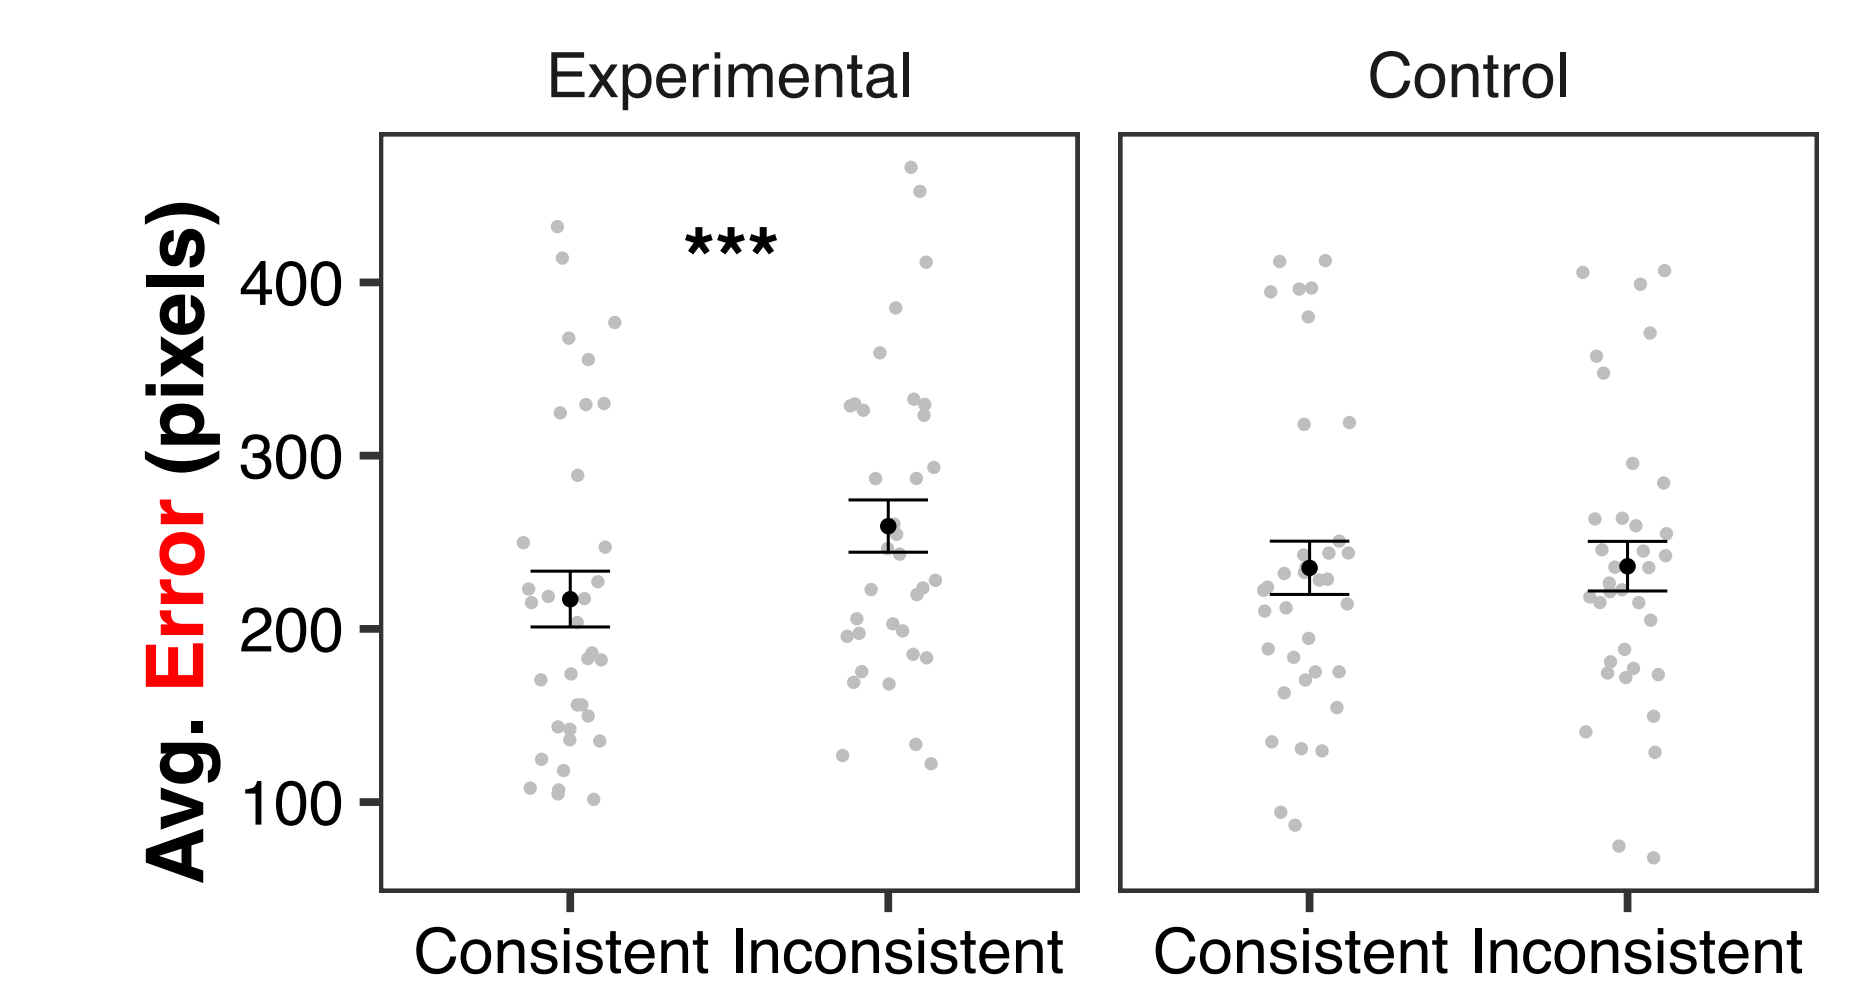 Experimental
Control
***
Avg. Error (pixels)
400
300
200
100
Consistent Inconsistent
Consistent Inconsistent